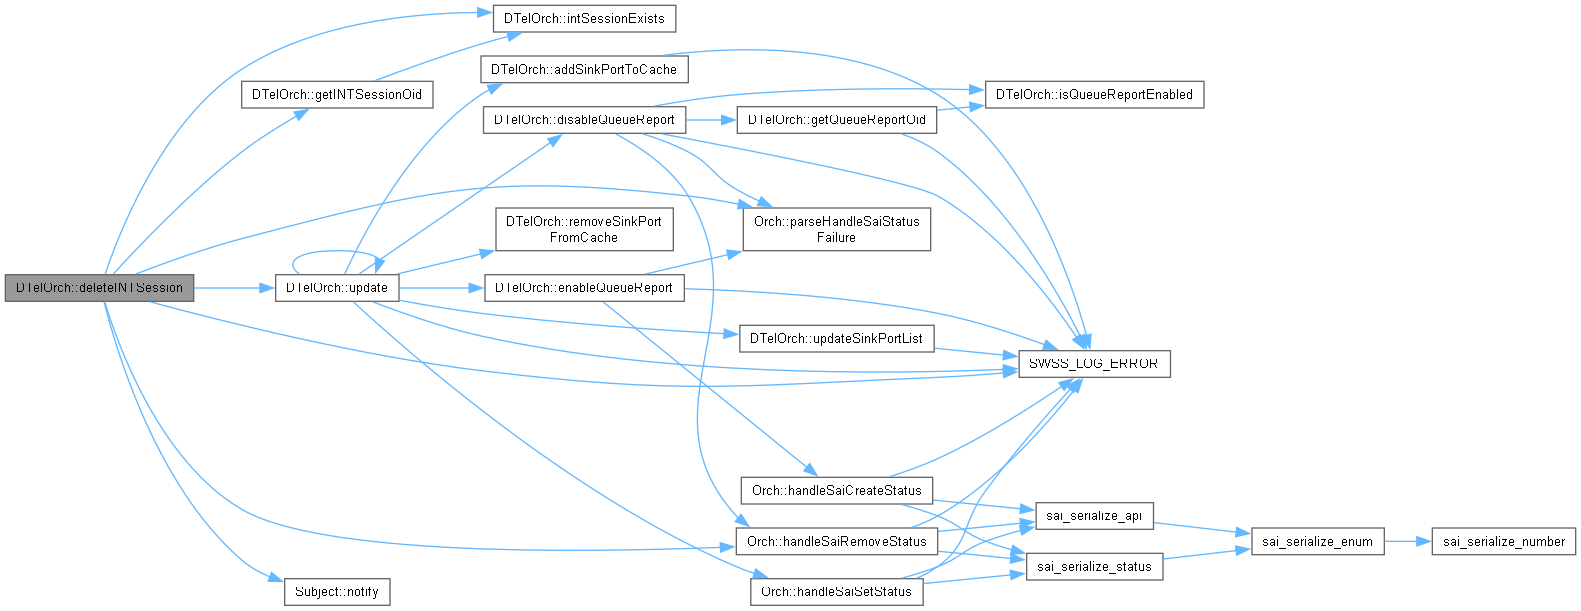 DTelOrch::intSessionExists
DTelOrch::addSinkPortToCache
DTelOrch::getINTSessionOid
DTelOrch::isQueueReportEnabled
DTelOrch::disableQueueReport
DTelOrch::getQueueReportOid
DTelOrch::removeSinkPort
FromCache
Orch::parseHandleSaiStatus
Failure
DTelOrch::deleteINTSession
DTelOrch::update
DTelOrch::enableQueueReport
DTelOrch::updateSinkPortList
SWSS_LOG_ERROR
Orch::handleSaiCreateStatus
sai_serialize_api
Orch::handleSaiRemoveStatus
sai_serialize_enum
sai_serialize_number
sai_serialize_status
Subject::notify
Orch::handleSaiSetStatus